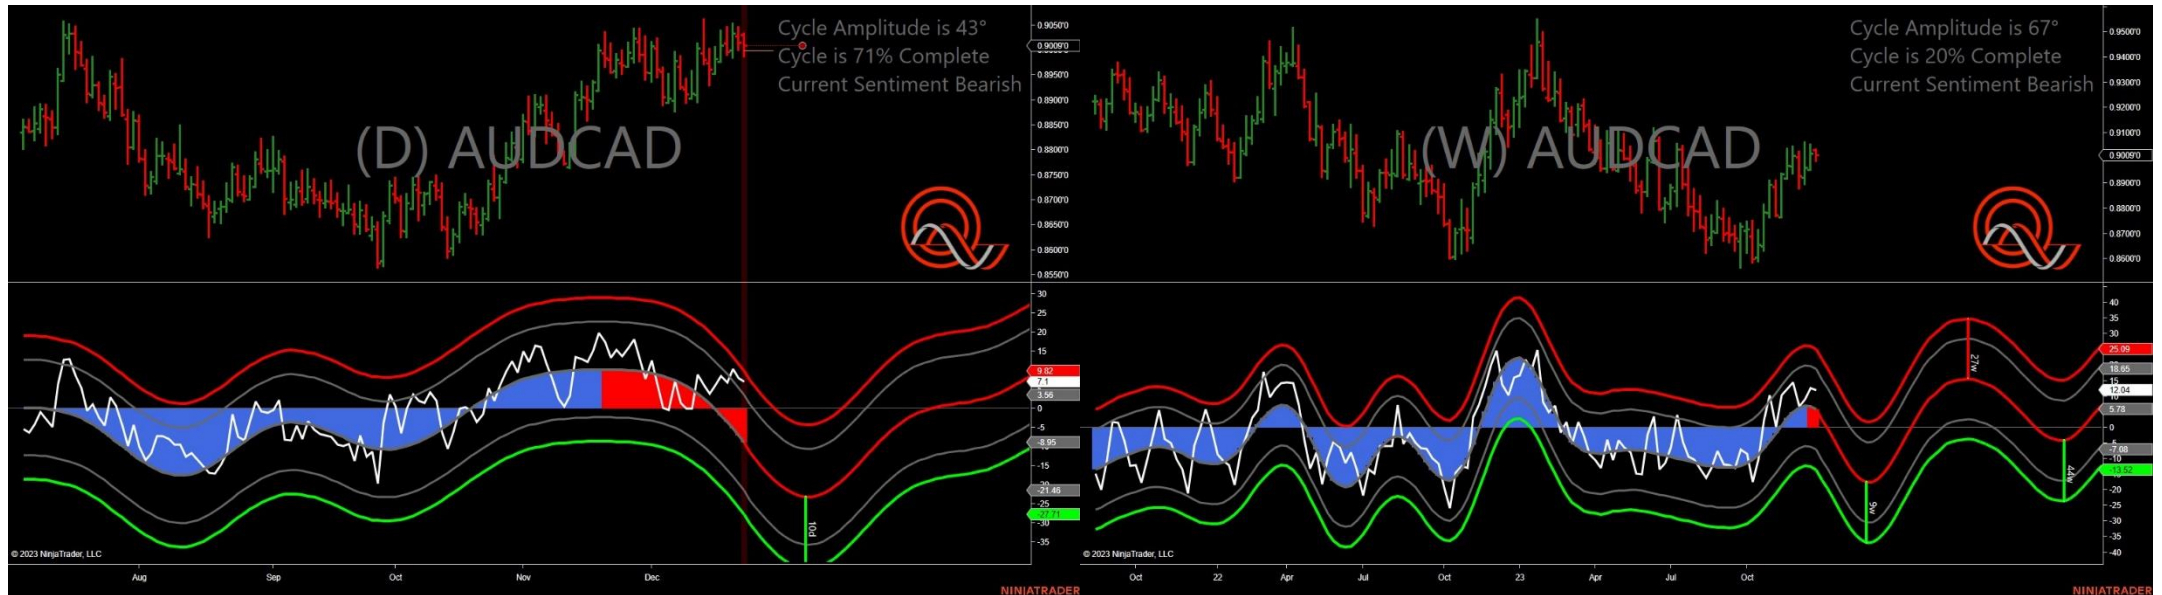 Cycle Amplitude is 43°
Cycle is 71% Complete
Current Sentiment Bearish
(D) AUDCAD
0.9050'0
0.9009'0
0.8950'0
0.8900'0
0.8850'0
0.8800'0
0.8750'0
0.8700'0
0.8650'0
0.8600'0
0.8550'0
30
25
20
15
9.82
7.1
3.56
0
-5
-8.95
-15
-21.46
-27.71
-30
-35
10d
© 2023 NinjaTrader, LLC
Aug
Sep
Oct
Nov
Dec
NINJATRADER
Cycle Amplitude is 67°
Cycle is 20% Complete
Current Sentiment Bearish
(W) AUDCAD
0.9500'0
0.9400'0
0.9300'0
0.9200'0
0.9100'0
0.9009'0
0.8900'0
0.8800'0
0.8700'0
0.8600'0
40
35
30
25.09
18.65
15
12.04
5.78
0
-7.08
-10
-13.52
-20
-25
-30
-35
-40
27w
9w
44w
© 2023 NinjaTrader, LLC
Oct
22
Apr
Jul
Oct
23
Apr
Jul
Oct
NINJATRADER